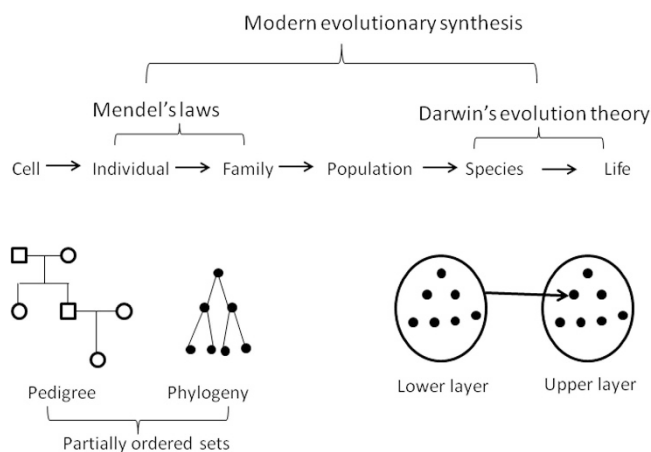 Modern evolutionary synthesis
Mendel's laws
Darwin's evolution theory
Cell Individual Family Population Species Life
Pedigree Phylogeny
Lower layer Upper layer
Partially ordered sets